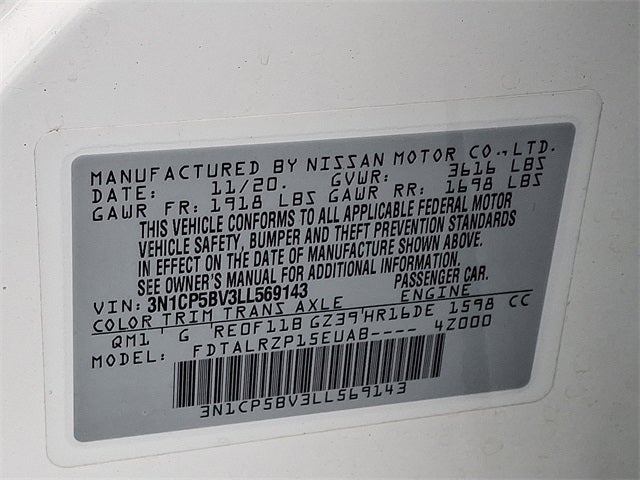 MANUFACTURED BY NISSAN MOTOR CO., LTD.
DATE: 11/20. GVWR: 3616 LBS
GAWR FR: 1918 LBS GAWR RR: 1698 LBS
THIS VEHICLE CONFORMS TO ALL APPLICABLE FEDERAL MOTOR
VEHICLE SAFETY, BUMPER AND THEFT PREVENTION STANDARDS
IN EFFECT ON THE DATE OF MANUFACTURE SHOWN ABOVE.
SEE OWNER'S MANUAL FOR ADDITIONAL INFORMATION.
VIN: 3N1CP5BV3LL569143 PASSENGER CAR.
COLOR TRIM TRANS AXLE ENGINE
QM1 G RE0F11B GZ39 HR16DE 1598 CC
MODEL: FDTALRZP15EUAB---- 4Z000
3N1CP5BV3LL569143